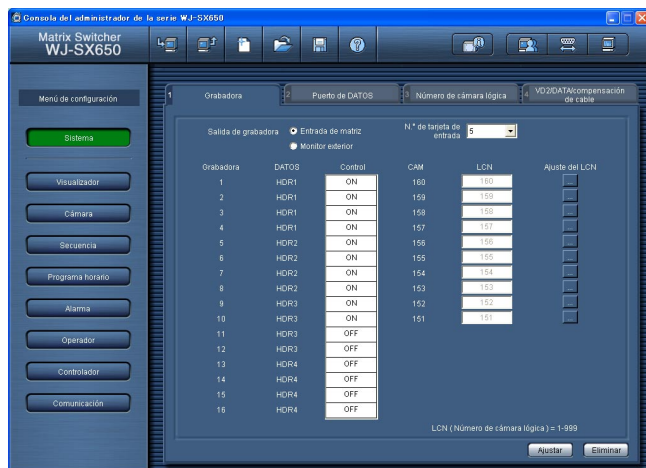 Consola del administrador de la serie WJ-SX650
Matrix Switcher
WJ-SX650
Menú de configuración
Sistema
Visualizador
Cámara
Secuencia
Programa horario
Alarma
Operador
Controlador
Comunicación
1 Grabadora
2 Puerto de DATOS
3 Número de cámara lógica
4 VD2/DATA/compensación
de cable
Salida de grabadora Entrada de matriz
Monitor exterior
N.° de tarjeta de
entrada 5
Grabadora DATOS Control CAM LCN Ajuste del LCN
1 HDR1 ON 160 160 ...
2 HDR1 ON 159 159 ...
3 HDR1 ON 158 158 ...
4 HDR1 ON 157 157 ...
5 HDR2 ON 156 156 ...
6 HDR2 ON 155 155 ...
7 HDR2 ON 154 154 ...
8 HDR2 ON 153 153 ...
9 HDR3 ON 152 152 ...
10 HDR3 ON 151 151 ...
11 HDR3 OFF
12 HDR3 OFF
13 HDR4 OFF
14 HDR4 OFF
15 HDR4 OFF
16 HDR4 OFF
LCN ( Número de cámara lógica ) = 1-999
Ajustar Eliminar